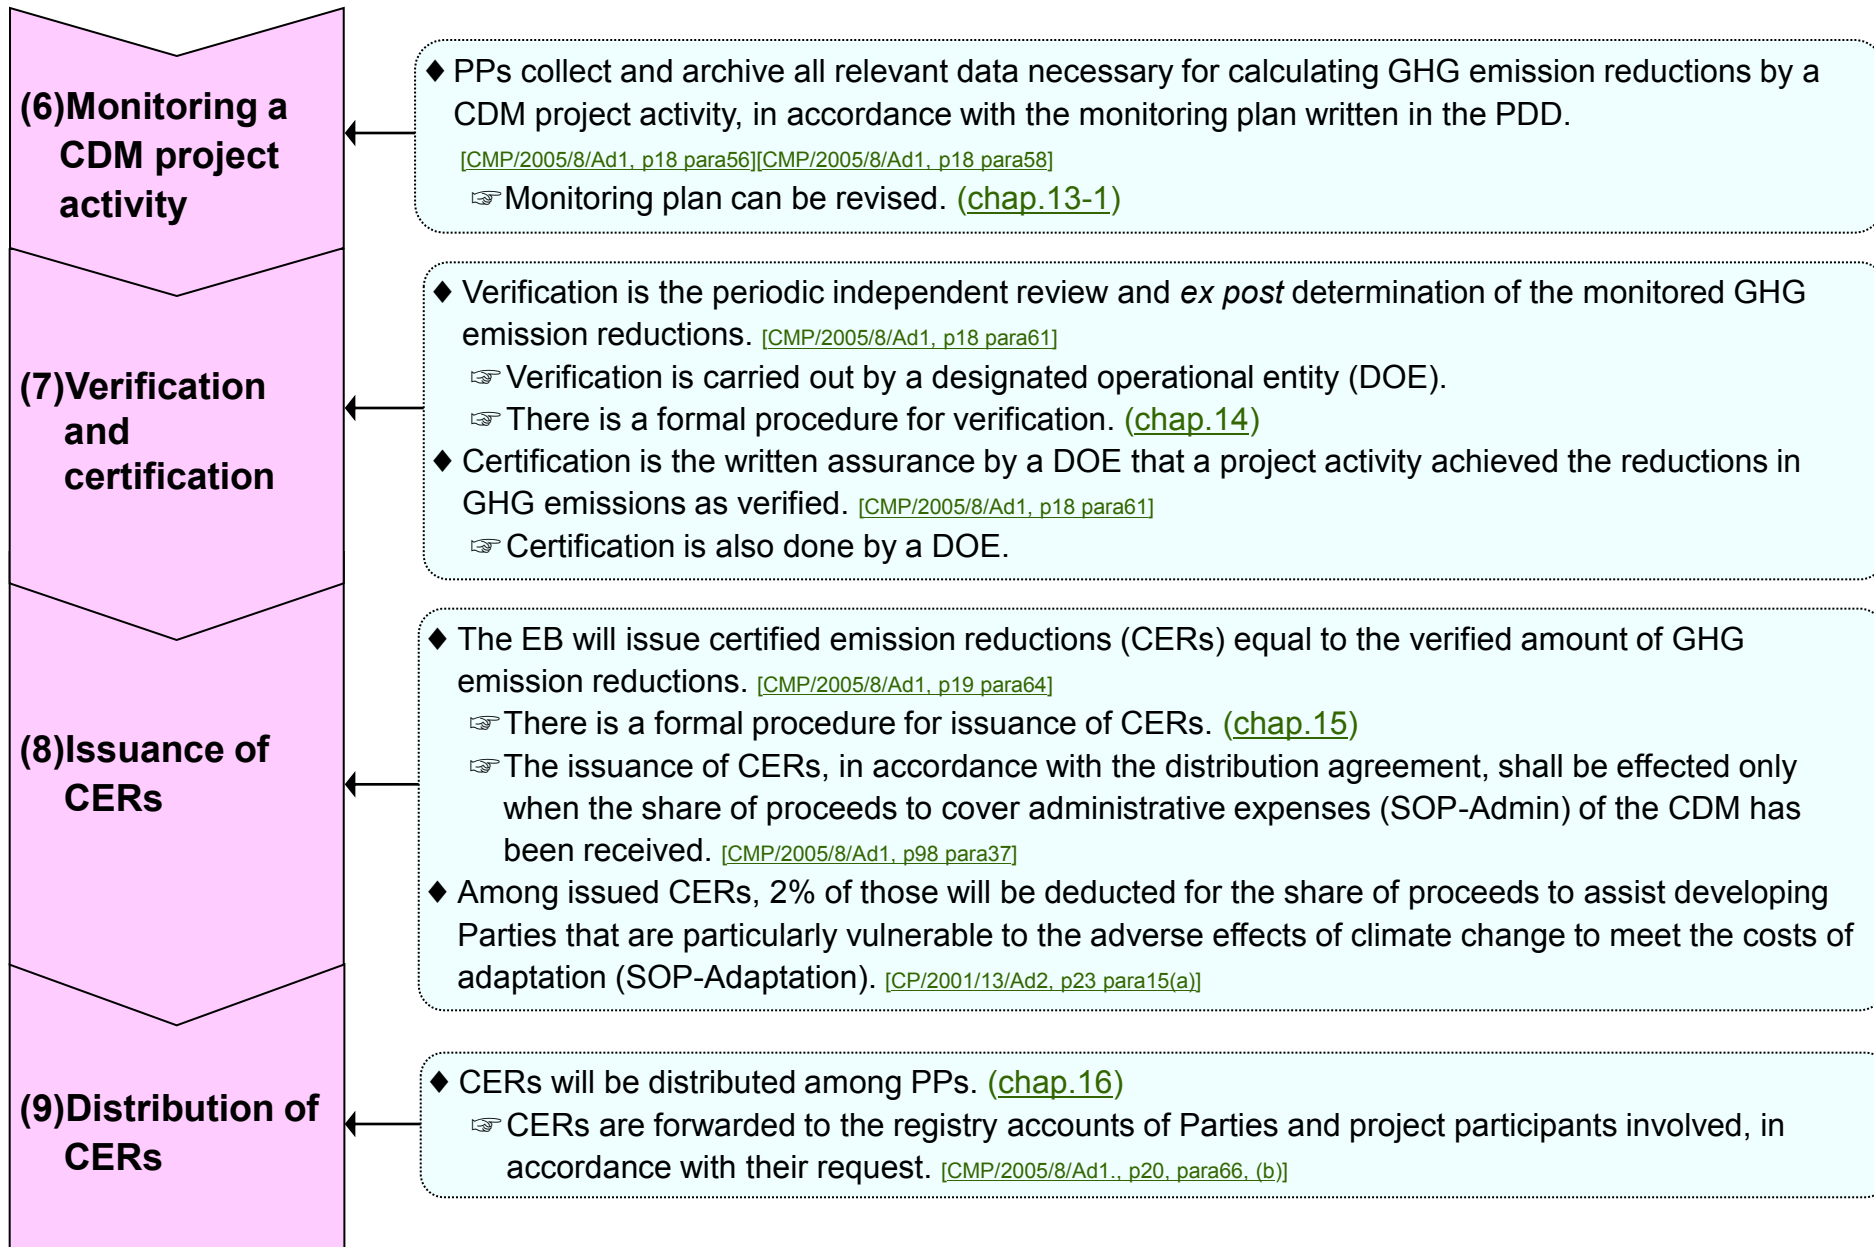 (6)Monitoring a
CDM project
activity
♦ PPs collect and archive all relevant data necessary for calculating GHG emission reductions by a
CDM project activity, in accordance with the monitoring plan written in the PDD.
[CMP/2005/8/Ad1, p18 para56][CMP/2005/8/Ad1, p18 para58]
☞Monitoring plan can be revised. (chap.13-1)
(7)Verification
and
certification
♦ Verification is the periodic independent review and ex post determination of the monitored GHG
emission reductions. [CMP/2005/8/Ad1, p18 para61]
☞Verification is carried out by a designated operational entity (DOE).
☞There is a formal procedure for verification. (chap.14)
♦ Certification is the written assurance by a DOE that a project activity achieved the reductions in
GHG emissions as verified. [CMP/2005/8/Ad1, p18 para61]
☞Certification is also done by a DOE.
(8)Issuance of
CERs
♦ The EB will issue certified emission reductions (CERs) equal to the verified amount of GHG
emission reductions. [CMP/2005/8/Ad1, p19 para64]
☞There is a formal procedure for issuance of CERs. (chap.15)
☞The issuance of CERs, in accordance with the distribution agreement, shall be effected only
when the share of proceeds to cover administrative expenses (SOP-Admin) of the CDM has
been received. [CMP/2005/8/Ad1, p98 para37]
♦ Among issued CERs, 2% of those will be deducted for the share of proceeds to assist developing
Parties that are particularly vulnerable to the adverse effects of climate change to meet the costs of
adaptation (SOP-Adaptation). [CP/2001/13/Ad2, p23 para15(a)]
(9)Distribution of
CERs
♦ CERs will be distributed among PPs. (chap.16)
☞CERs are forwarded to the registry accounts of Parties and project participants involved, in
accordance with their request. [CMP/2005/8/Ad1., p20, para66, (b)]